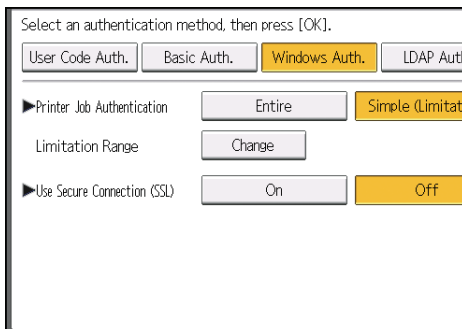 Select an authentication method, then press [OK].
User Code Auth. Basic Auth. Windows Auth. LDAP Aut
▶Printer Job Authentication Entire Simple (Limitat
Limitation Range Change
▶Use Secure Connection (SSL) On Off